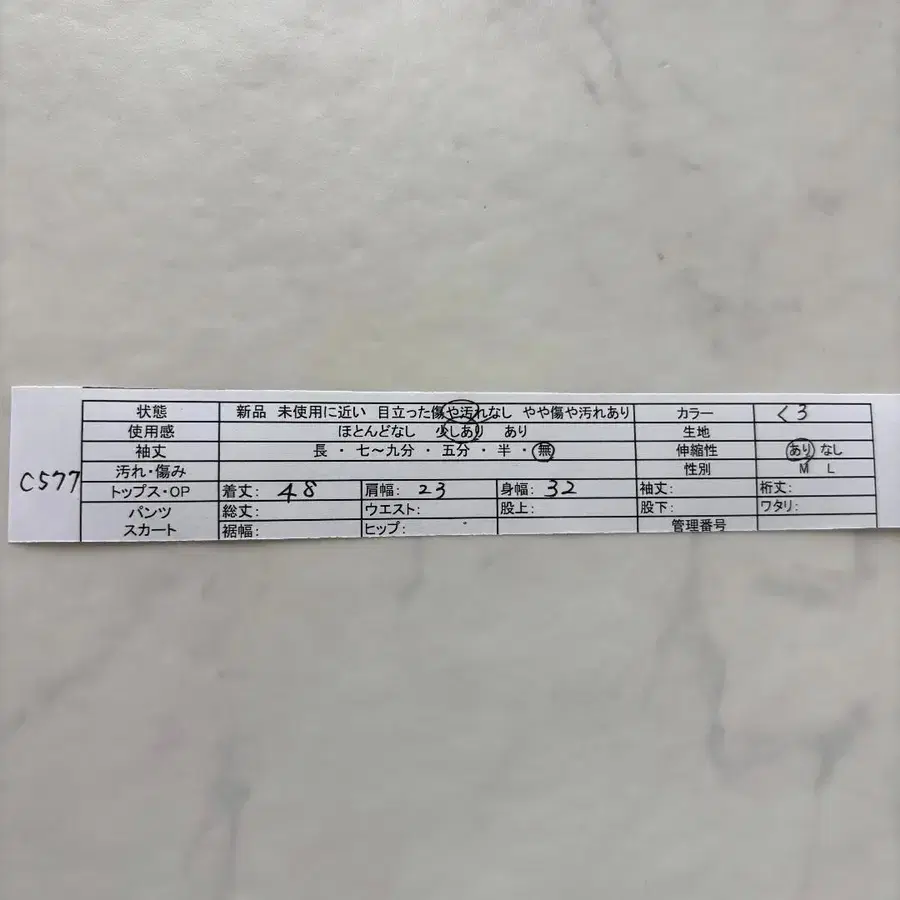 C577
状態 新品 未使用に近い 目立った傷や汚れなし やや傷や汚れあり カラー くろ
使用感 ほとんどなし 少しあり あり 生地
袖丈 長 ・ 七〜九分 ・ 五分 ・ 半 ・ 無 伸縮性 あり なし
汚れ・傷み 性別 M L
トップス・OP 着丈: 48 肩幅: 23 身幅: 32 袖丈: 桁丈:
パンツ 総丈: ウエスト: 股上: 股下: ワタリ:
スカート 裾幅: ヒップ: 管理番号